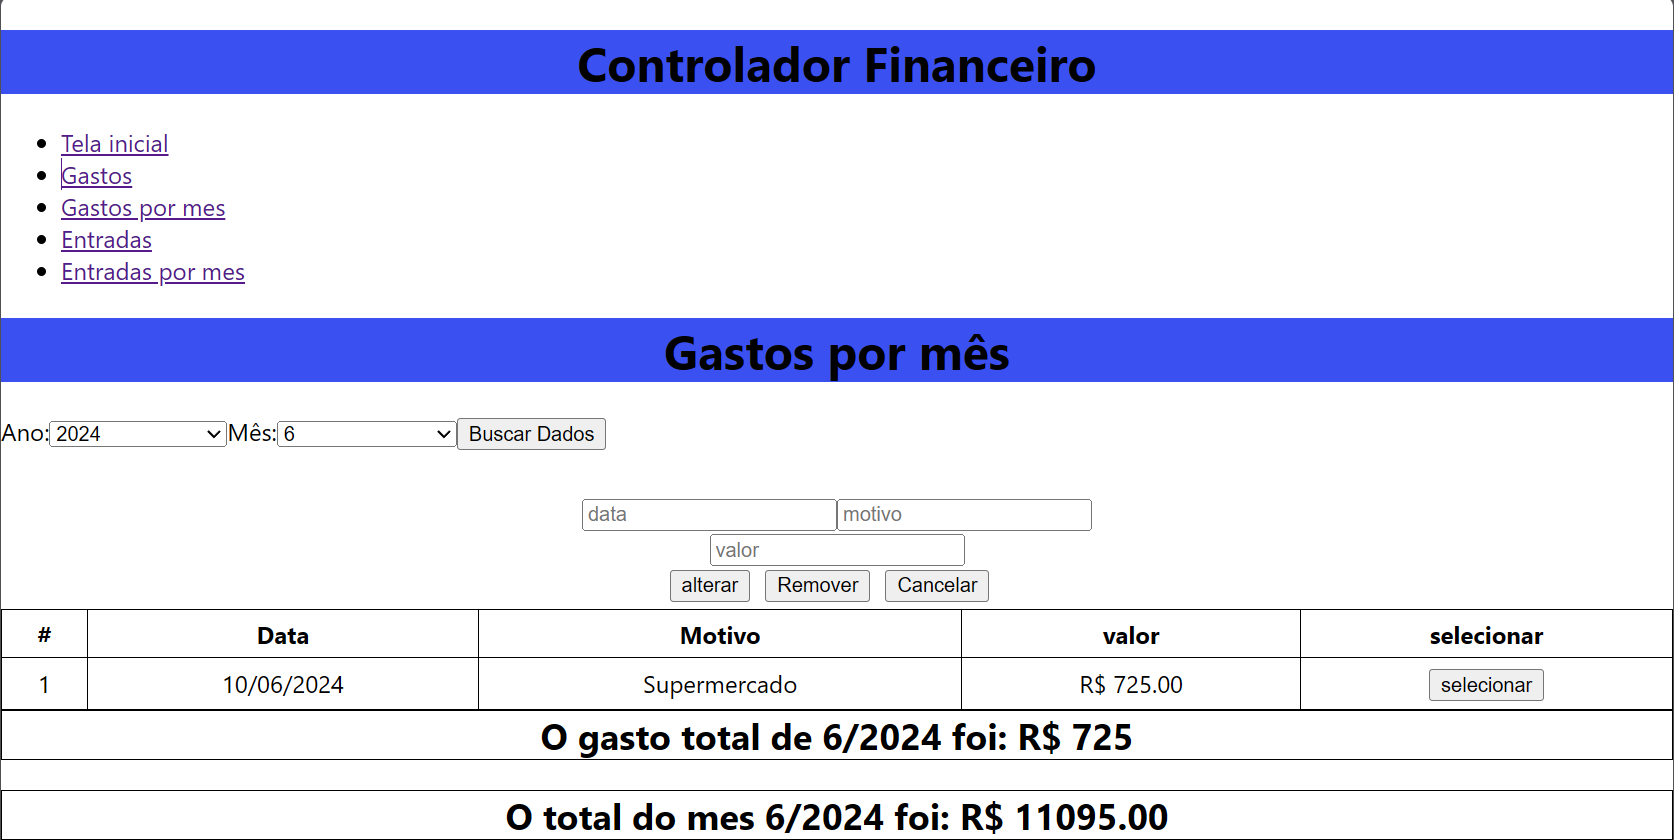 Controlador Financeiro
Tela inicial
Gastos
Gastos por mes
Entradas
Entradas por mes
Gastos por mês
Ano: 2024 Mês: 6 Buscar Dados
data motivo
valor
alterar Remover Cancelar
# Data Motivo valor selecionar
1 10/06/2024 Supermercado R$ 725.00 selecionar
O gasto total de 6/2024 foi: R$ 725
O total do mes 6/2024 foi: R$ 11095.00